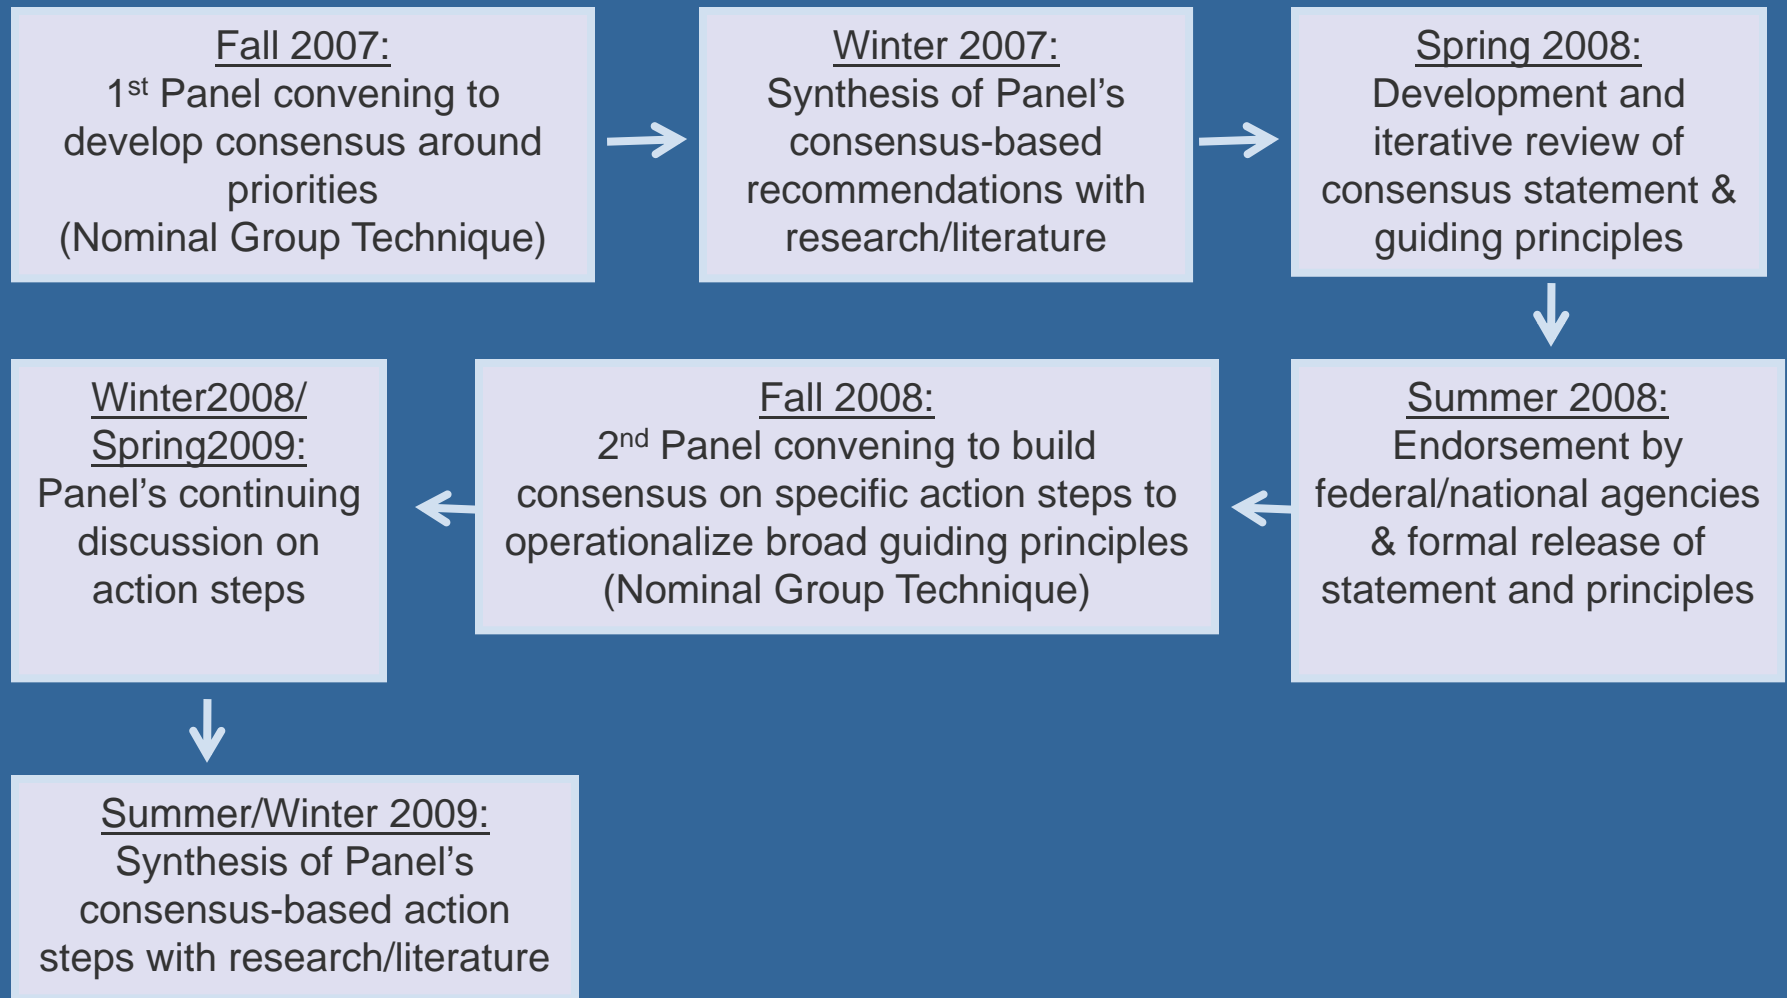 Fall 2007:
1st Panel convening to
develop consensus around
priorities
(Nominal Group Technique)
Winter 2007:
Synthesis of Panel’s
consensus-based
recommendations with
research/literature
Spring 2008:
Development and
iterative review of
consensus statement &
guiding principles
Summer 2008:
Endorsement by
federal/national agencies
& formal release of
statement and principles
Fall 2008:
2nd Panel convening to build
consensus on specific action steps to
operationalize broad guiding principles
(Nominal Group Technique)
Winter2008/
Spring2009:
Panel’s continuing
discussion on
action steps
Summer/Winter 2009:
Synthesis of Panel’s
consensus-based action
steps with research/literature